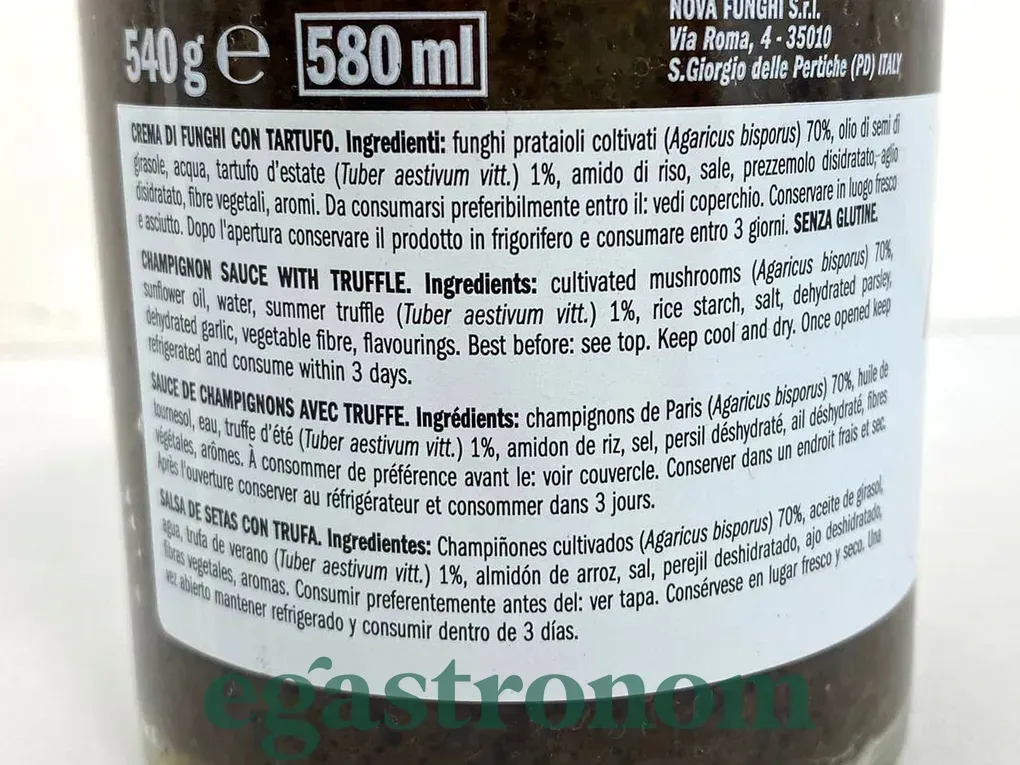 NOVA FUNGHI S.r.l.
540 g e 580 ml
Via Roma, 4 - 35010
S.Giorgio delle Pertiche (PD) ITALY
CREMA DI FUNGHI CON TARTUFO. Ingredienti: funghi prataioli coltivati (Agaricus bisporus) 70%, olio di semi di
girasole, acqua, tartufo d'estate (Tuber aestivum vitt.) 1%, amido di riso, sale, prezzemolo disidratato, aglio
disidratato, fibre vegetali, aromi. Da consumarsi preferibilmente entro il: vedi coperchio. Conservare in luogo fresco
e asciutto. Dopo l'apertura conservare il prodotto in frigorifero e consumare entro 3 giorni. SENZA GLUTINE.
CHAMPIGNON SAUCE WITH TRUFFLE. Ingredients: cultivated mushrooms (Agaricus bisporus) 70%,
sunflower oil, water, summer truffle (Tuber aestivum vitt.) 1%, rice starch, salt, dehydrated parsley,
dehydrated garlic, vegetable fibre, flavourings. Best before: see top. Keep cool and dry. Once opened keep
refrigerated and consume within 3 days.
SAUCE DE CHAMPIGNONS AVEC TRUFFE. Ingrédients: champignons de Paris (Agaricus bisporus) 70%, huile de
tournesol, eau, truffe d'été (Tuber aestivum vitt.) 1%, amidon de riz, sel, persil déshydraté, ail déshydraté, fibres
végétales, arômes. À consommer de préférence avant le: voir couvercle. Conserver dans un endroit frais et sec.
Après l'ouverture conserver au réfrigérateur et consommer dans 3 jours.
SALSA DE SETAS CON TRUFA. Ingredientes: Champiñones cultivados (Agaricus bisporus) 70%, aceite de girasol,
agua, trufa de verano (Tuber aestivum vitt.) 1%, almidón de arroz, sal, perejil deshidratado, ajo deshidratado,
fibras vegetales, aromas. Consumir preferentemente antes del: ver tapa. Consérvese en lugar fresco y seco. Una
vez abierto mantener refrigerado y consumir dentro de 3 días.
egastronom